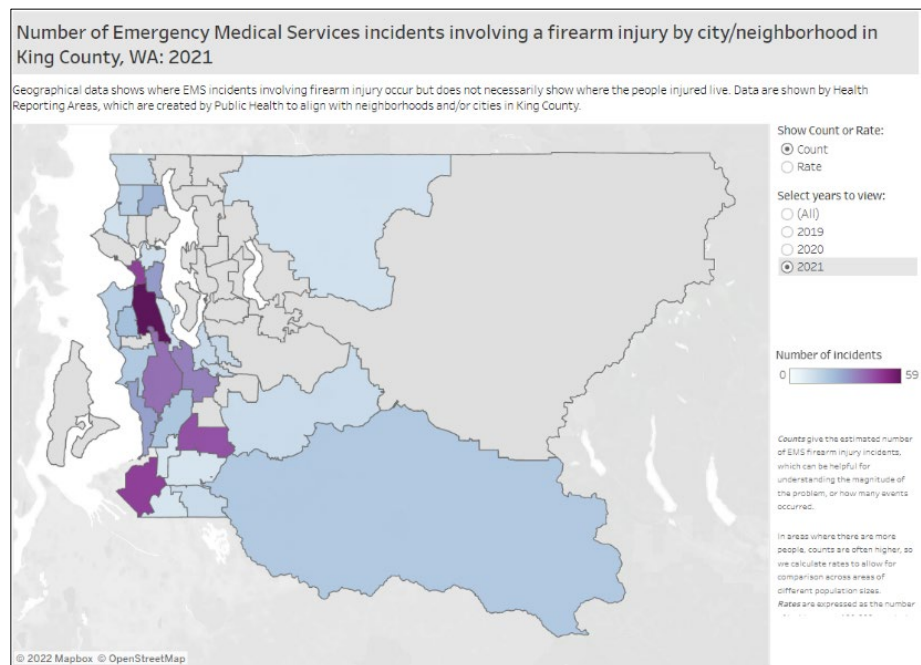 Number of Emergency Medical Services incidents involving a firearm injury by city/neighborhood in
King County, WA: 2021
Geographical data shows where EMS incidents involving firearm injury occur but does not necessarily show where the people injured live. Data are shown by Health
Reporting Areas, which are created by Public Health to align with neighborhoods and/or cities in King County.
Show Count or Rate:
Count
Rate
Select years to view:
(All)
2019
2020
2021
Number of incidents
0 59
Counts give the estimated number
of EMS firearm injury incidents,
which can be helpful for
understanding the magnitude of
the problem, or how many events
occurred.
In areas where there are more
people, counts are often higher, so
we calculate rates to allow for
comparison across areas of
different population sizes.
Rates are expressed as the number
© 2022 Mapbox © OpenStreetMap